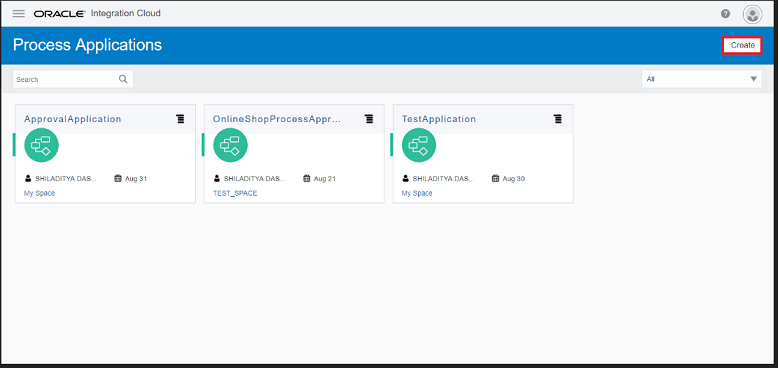 ORACLE Integration Cloud
Process Applications
Create
Search
All
ApprovalApplication
OnlineShopProcessAppr...
TestApplication
SHILADITYA DAS...
Aug 31
SHILADITYA DAS...
Aug 21
SHILADITYA DAS...
Aug 30
My Space
TEST_SPACE
My Space